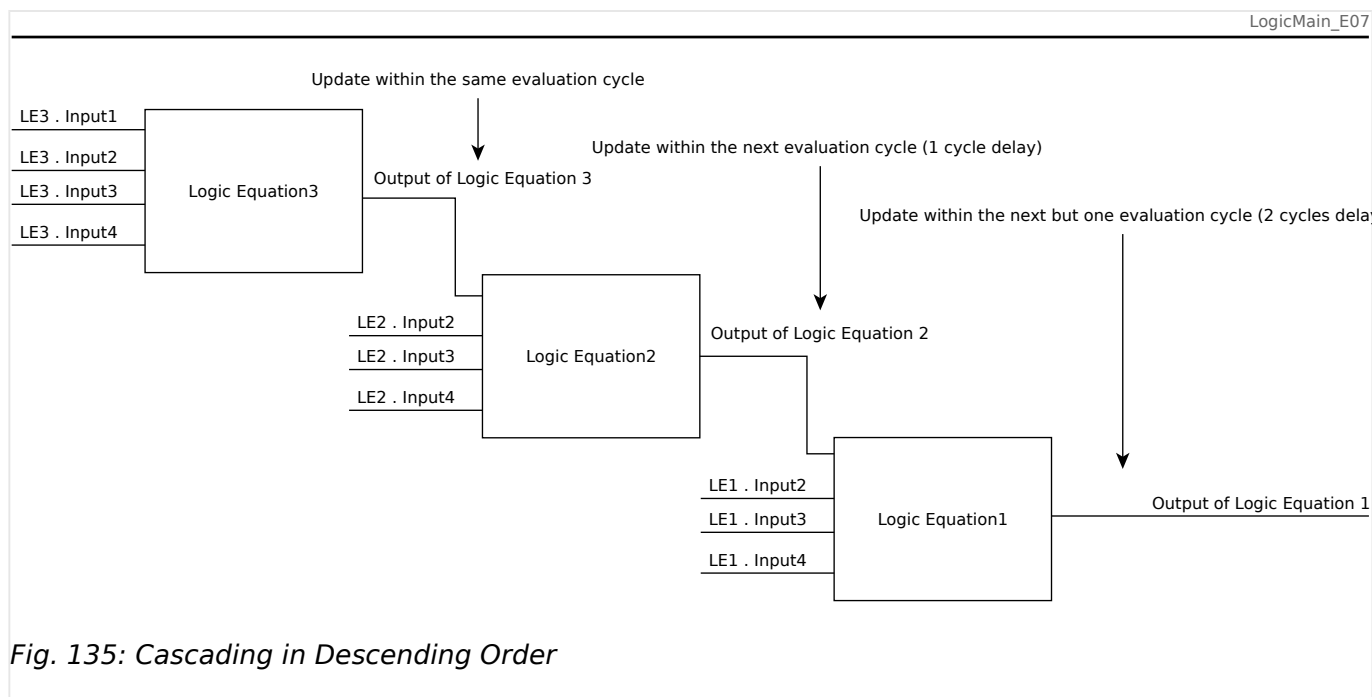 LogicMain_E07
Update within the same evaluation cycle
LE3 . Input1
LE3 . Input2
LE3 . Input3
LE3 . Input4
Logic Equation3
Output of Logic Equation 3
Update within the next evaluation cycle (1 cycle delay)
Update within the next but one evaluation cycle (2 cycles dela
LE2 . Input2
LE2 . Input3
LE2 . Input4
Logic Equation2
Output of Logic Equation 2
LE1 . Input2
LE1 . Input3
LE1 . Input4
Logic Equation1
Output of Logic Equation 1
Fig. 135: Cascading in Descending Order